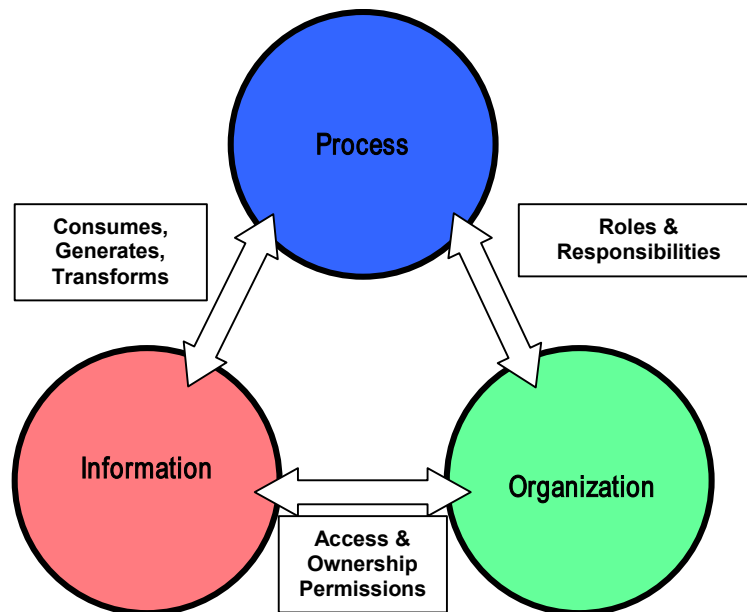 Process
Consumes,
Generates,
Transforms
Roles &
Responsibilities
Information
Organization
Access &
Ownership
Permissions